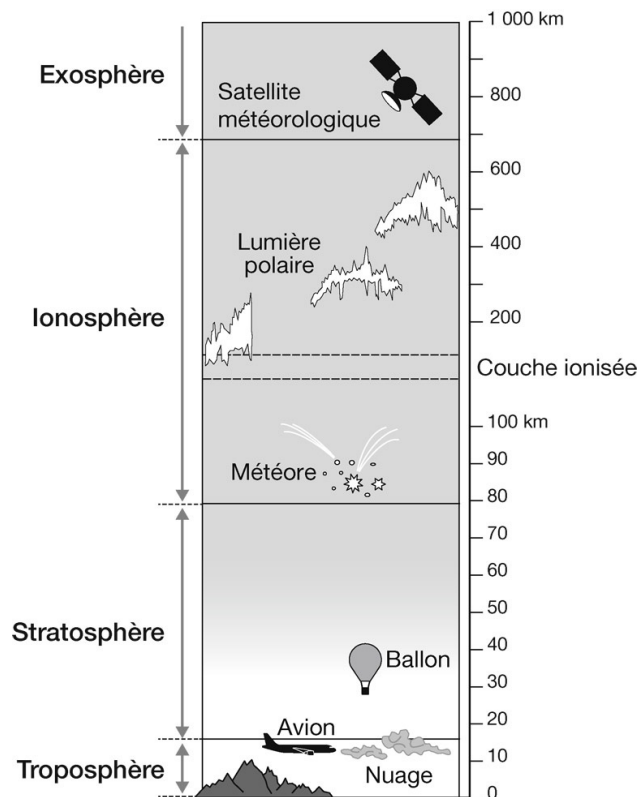 1 000 km
Exosphère
800
Satellite
météorologique
600
Lumière
polaire
400
Ionosphère
200
Couche ionisée
100 km
90
Météore
80
70
60
50
Stratosphère
40
Ballon
30
20
Avion
10
Troposphère
Nuage
0